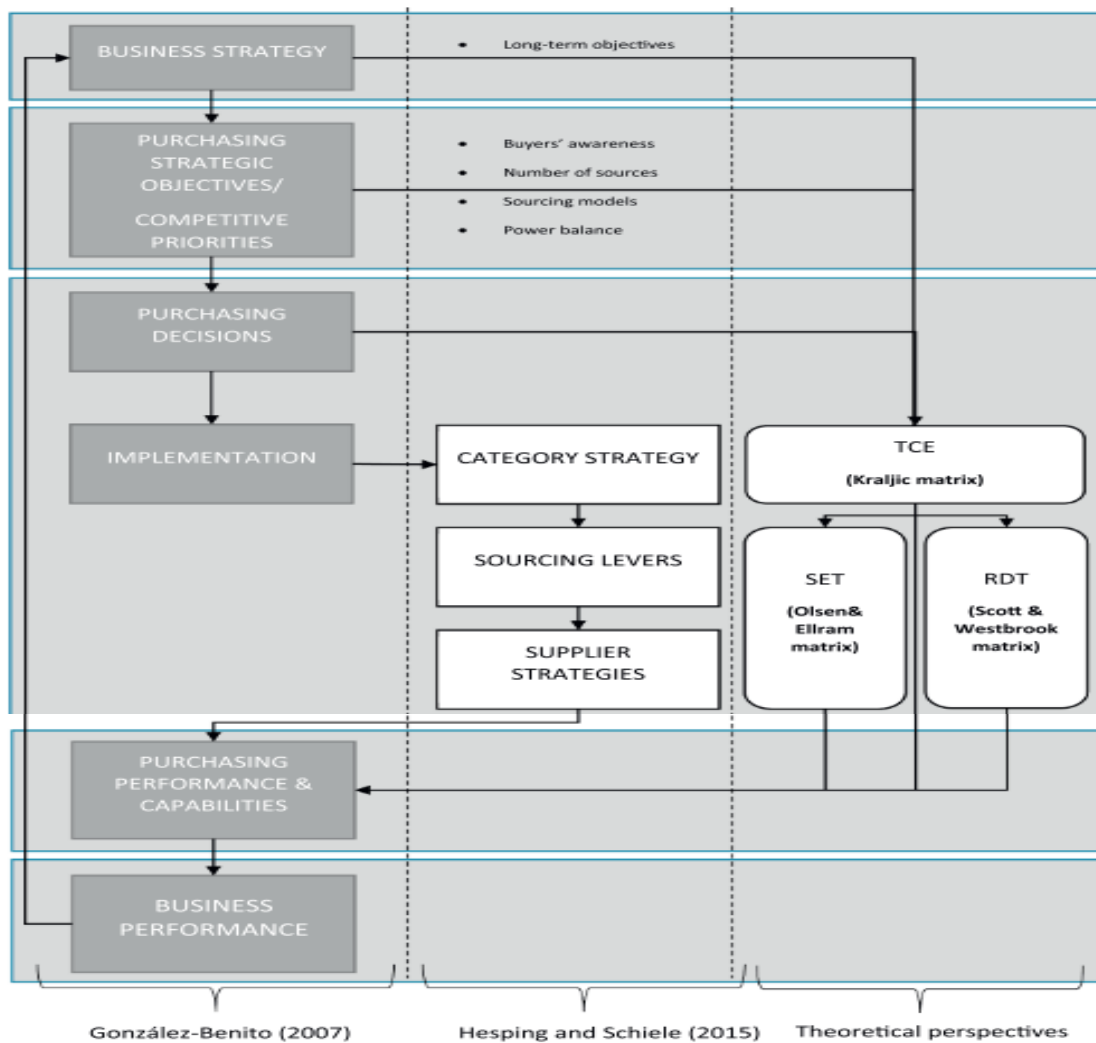 BUSINESS STRATEGY
• Long-term objectives
PURCHASING
STRATEGIC
OBJECTIVES/
COMPETITIVE
PRIORITIES
• Buyers' awareness
• Number of sources
• Sourcing models
• Power balance
PURCHASING
DECISIONS
IMPLEMENTATION
CATEGORY STRATEGY
TCE
(Kraljic matrix)
SOURCING LEVERS
SET
(Olsen&
Ellram
matrix)
RDT
(Scott &
Westbrook
matrix)
SUPPLIER
STRATEGIES
PURCHASING
PERFORMANCE &
CAPABILITIES
BUSINESS
PERFORMANCE
González-Benito (2007)
Hesping and Schiele (2015)
Theoretical perspectives